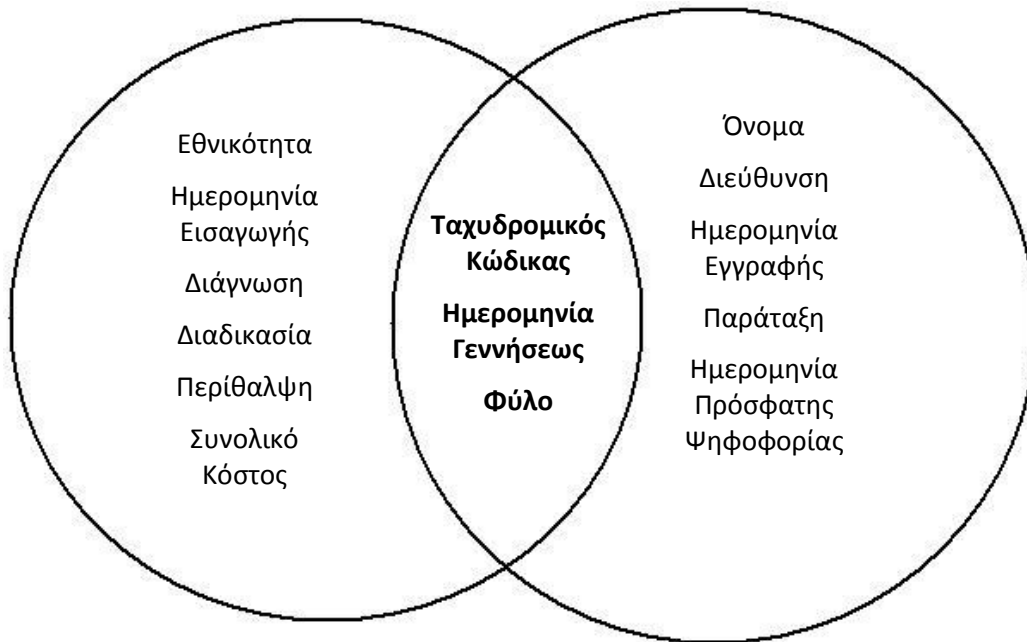 Εθνικότητα
Ημερομηνία
Εισαγωγής
Διάγνωση
Διαδικασία
Περίθαλψη
Συνολικό
Κόστος
Ταχυδρομικός
Κώδικας
Ημερομηνία
Γεννήσεως
Φύλο
Όνομα
Διεύθυνση
Ημερομηνία
Εγγραφής
Παράταξη
Ημερομηνία
Πρόσφατης
Ψηφοφορίας